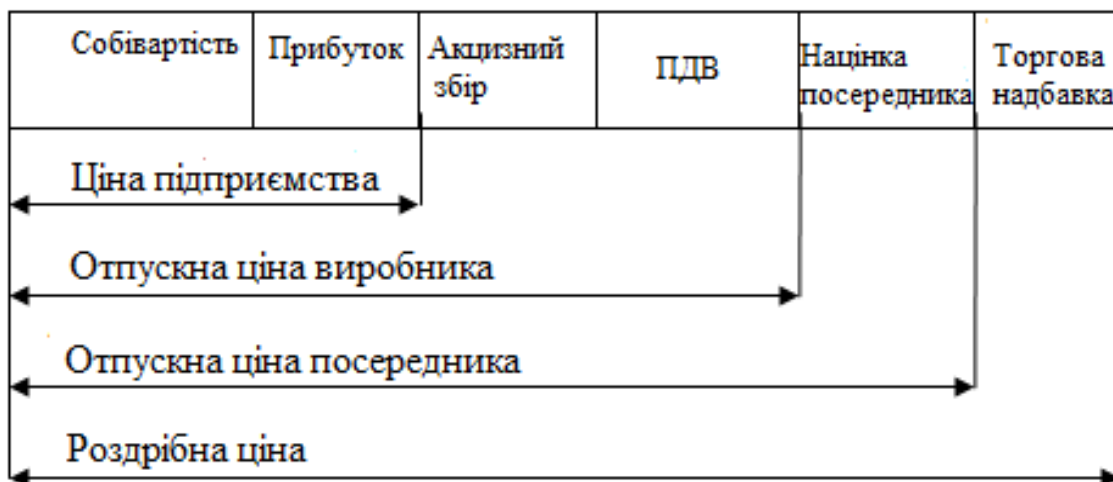 Собівартість
Прибуток
Акцизний
збір
ПДВ
Націнка
посередника
Торгова
надбавка
Ціна підприємства
Отпускна ціна виробника
Отпускна ціна посередника
Роздрібна ціна